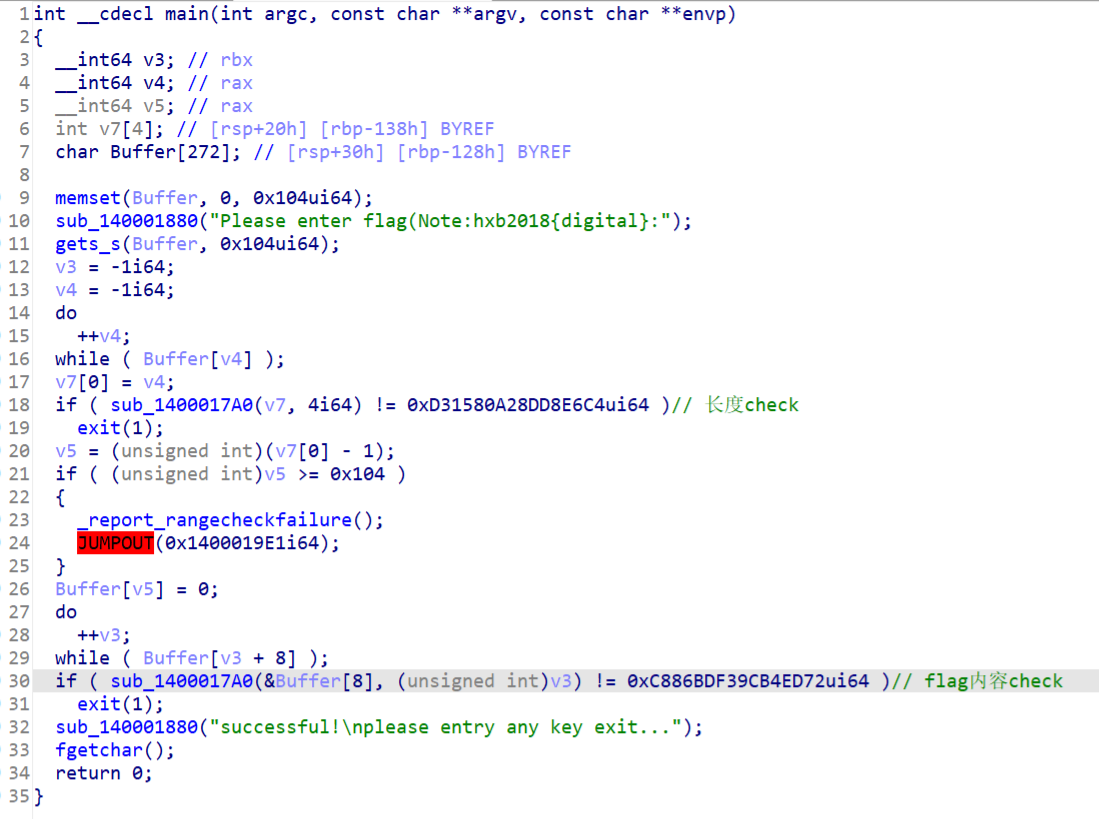 1 int __cdecl main(int argc, const char **argv, const char **envp)
2 {
3   __int64 v3; // rbx
4   __int64 v4; // rax
5   __int64 v5; // rax
6   int v7[4]; // [rsp+20h] [rbp-138h] BYREF
7   char Buffer[272]; // [rsp+30h] [rbp-128h] BYREF
8
9   memset(Buffer, 0, 0x104ui64);
10   sub_140001880("Please enter flag(Note:hxb2018{digital}:");
11   gets_s(Buffer, 0x104ui64);
12   v3 = -1i64;
13   v4 = -1i64;
14   do
15     ++v4;
16   while ( Buffer[v4] );
17   v7[0] = v4;
18   if ( sub_1400017A0(v7, 4i64) != 0xD31580A28DD8E6C4ui64 )// 长度check
19     exit(1);
20   v5 = (unsigned int)(v7[0] - 1);
21   if ( (unsigned int)v5 >= 0x104 )
22   {
23     _report_rangecheckfailure();
24     JUMPOUT(0x1400019E1i64);
25   }
26   Buffer[v5] = 0;
27   do
28     ++v3;
29   while ( Buffer[v3 + 8] );
30   if ( sub_1400017A0(&Buffer[8], (unsigned int)v3) != 0xC886BDF39CB4ED72ui64 )// flag内容check
31     exit(1);
32   sub_140001880("successful!\nplease entry any key exit...");
33   fgetchar();
34   return 0;
35 }